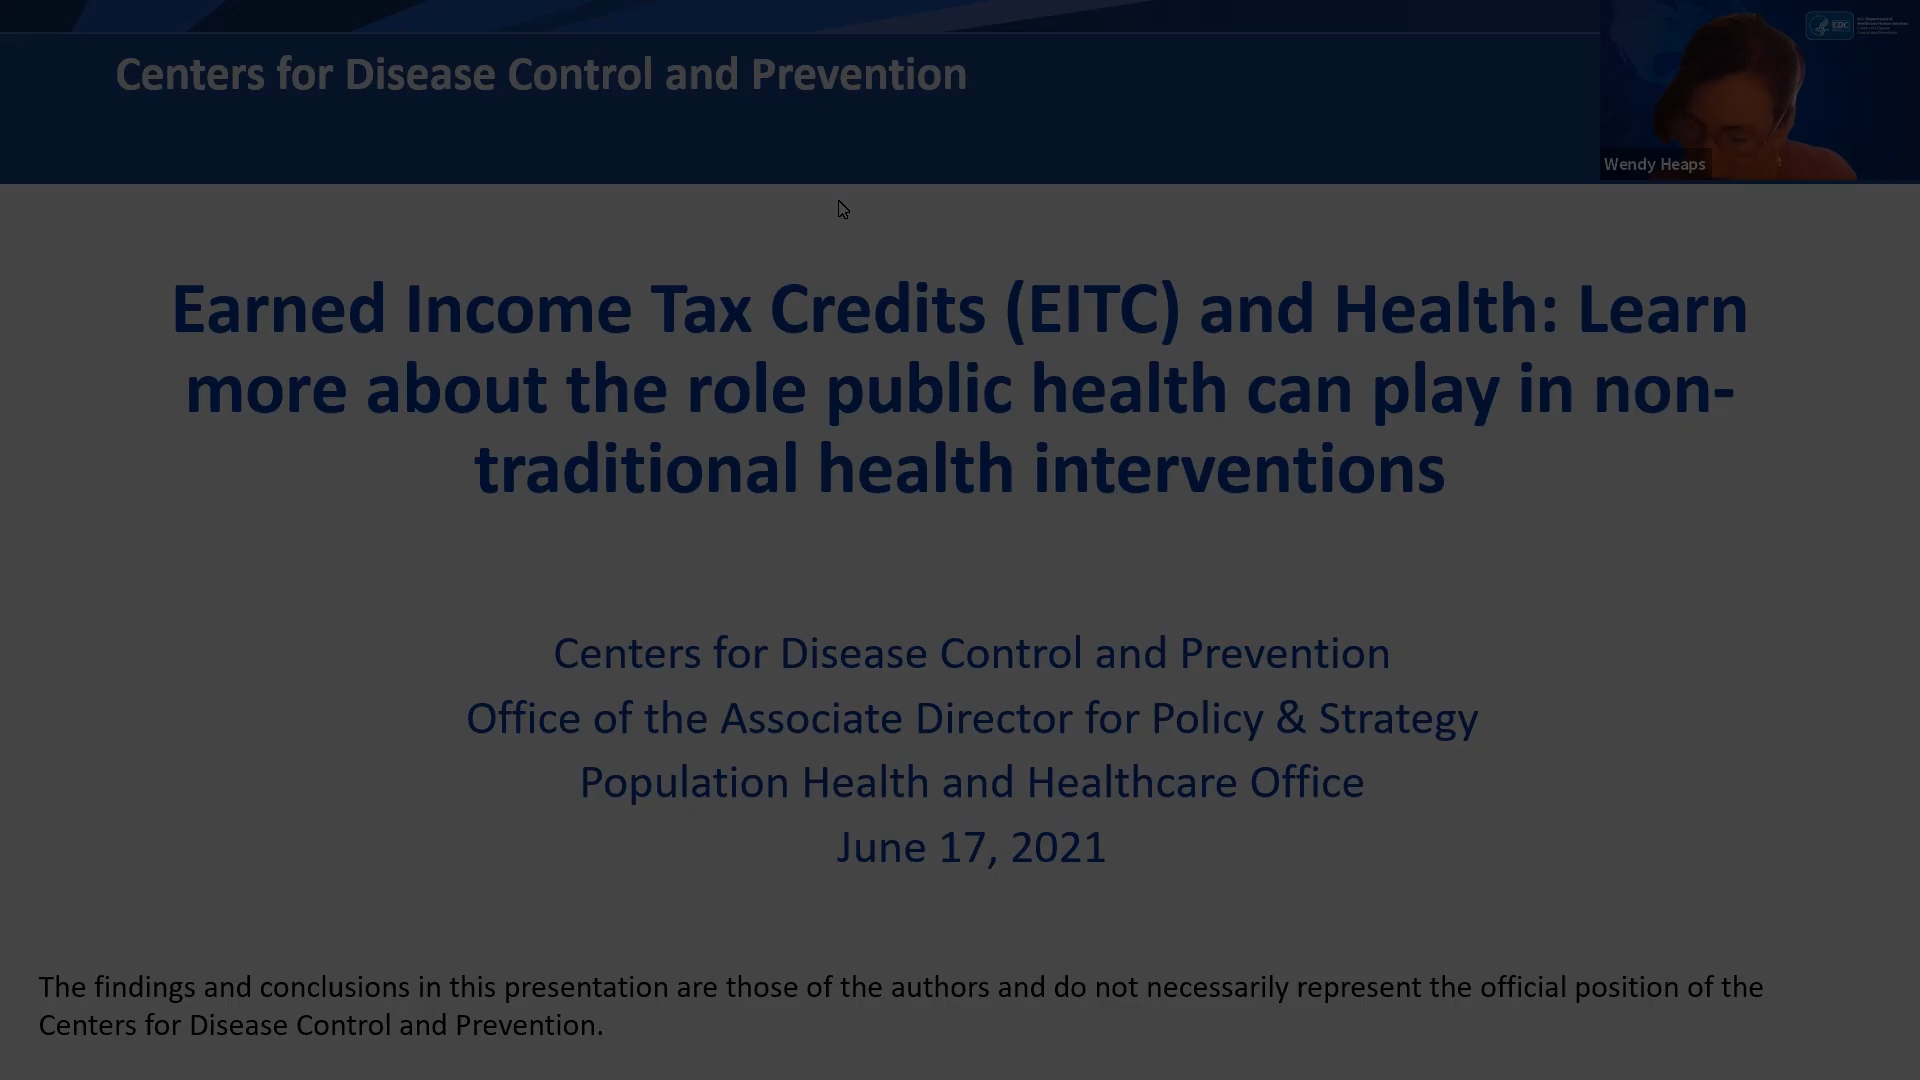 Centers for Disease Control and Prevention
CDC
Wendy Heaps
Earned Income Tax Credits (EITC) and Health: Learn
more about the role public health can play in non-
traditional health interventions
Centers for Disease Control and Prevention
Office of the Associate Director for Policy & Strategy
Population Health and Healthcare Office
June 17, 2021
The findings and conclusions in this presentation are those of the authors and do not necessarily represent the official position of the
Centers for Disease Control and Prevention.